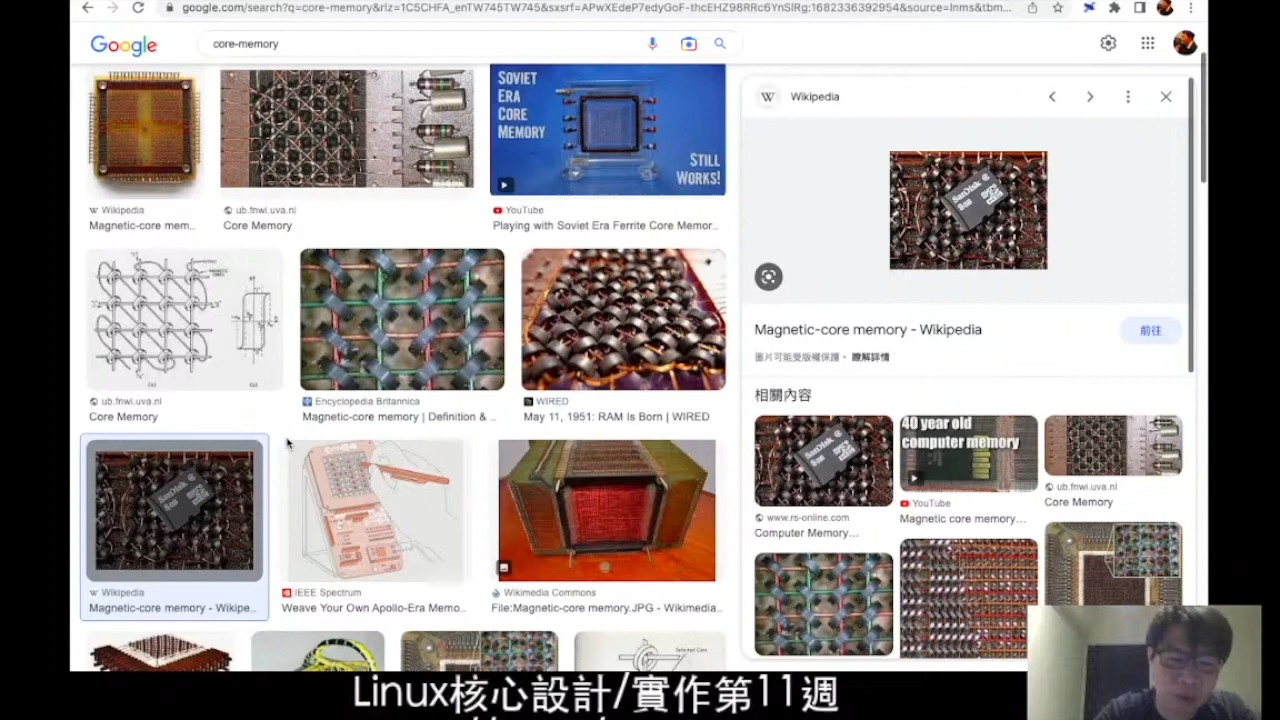 google.com/search?q=core-memory&rlz=1C5CHFA_enTW745TW745&sxsrf=APwXEdeP7edyGoF-thcEHZ98RRc6YnSlRg:1682336392954&source=lnms&tbm...
Google
core-memory
SOVIET
ERA
CORE
MEMORY
STILL
WORKS!
Wikipedia
Magnetic-core mem...
ub.fnwi.uva.nl
Core Memory
YouTube
Playing with Soviet Era Ferrite Core Memor...
ub.fnwi.uva.nl
Core Memory
Encyclopedia Britannica
Magnetic-core memory | Definition & ...
WIRED
May 11, 1951: RAM Is Born | WIRED
SanDisk
Wikipedia
Magnetic-core memory - Wikipe...
IEEE Spectrum
Weave Your Own Apollo-Era Memo...
Wikimedia Commons
File:Magnetic-core memory.JPG - Wikimedia...
W
Wikipedia
SanDisk
8GB
Magnetic-core memory - Wikipedia
前往
圖片可能受版權保護。 瞭解詳情
相關內容
SanDisk
8GB
www.rs-online.com
Computer Memory...
40 year old
computer memory
YouTube
Magnetic core memory...
ub.fnwi.uva.nl
Core Memory
Linux核心設計/實作第11週